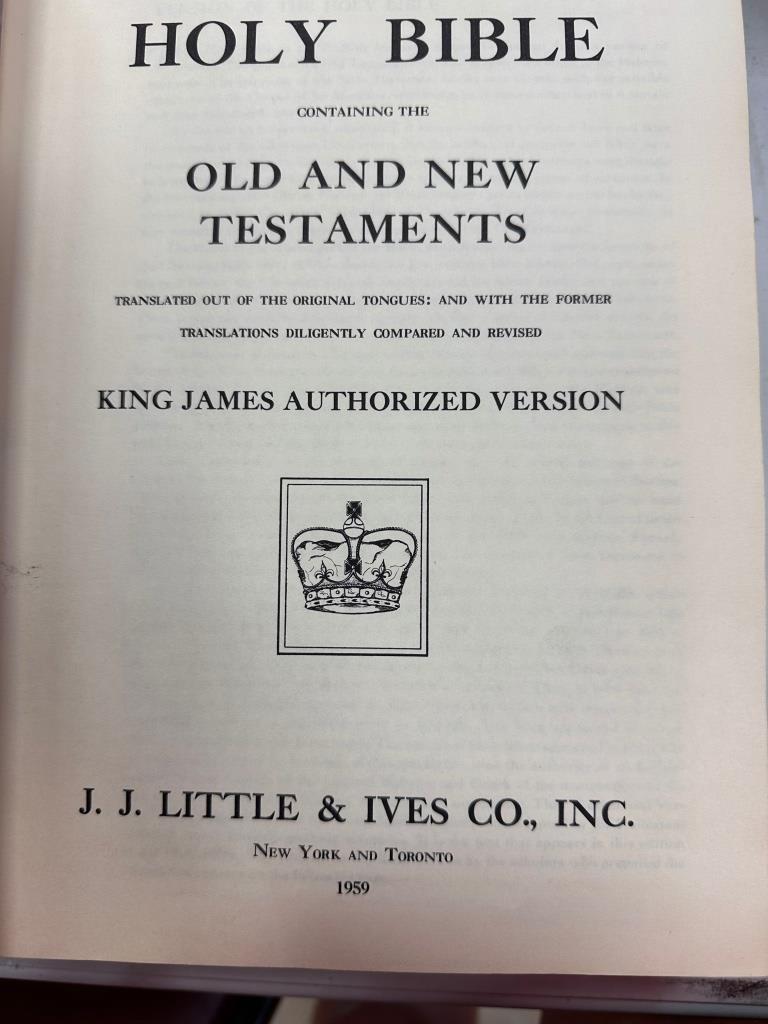 HOLY BIBLE
CONTAINING THE
OLD AND NEW
TESTAMENTS
TRANSLATED OUT OF THE ORIGINAL TONGUES: AND WITH THE FORMER
TRANSLATIONS DILIGENTLY COMPARED AND REVISED
KING JAMES AUTHORIZED VERSION
J. J. LITTLE & IVES CO., INC.
NEW YORK AND TORONTO
1959